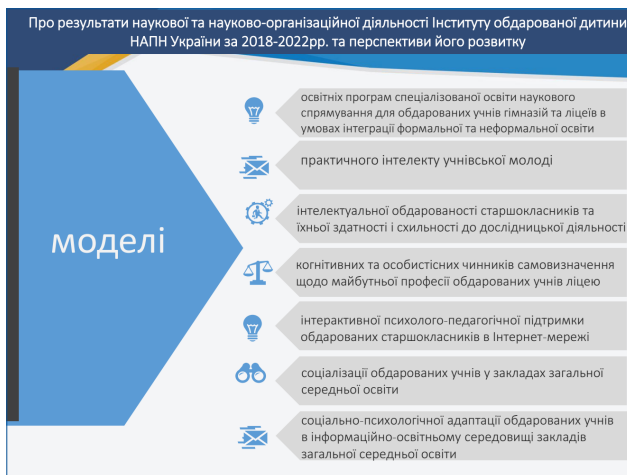 Про результати наукової та науково-організаційної діяльності Інституту обдарованої дитини
НАПН України за 2018-2022рр. та перспективи його розвитку
моделі
освітніх програм спеціалізованої освіти наукового
спрямування для обдарованих учнів гімназій та ліцеїв в
умовах інтеграції формальної та неформальної освіти
практичного інтелекту учнівської молоді
інтелектуальної обдарованості старшокласників та
їхньої здатності і схильності до дослідницької діяльності
когнітивних та особистісних чинників самовизначення
щодо майбутньої професії обдарованих учнів ліцею
інтерактивної психолого-педагогічної підтримки
обдарованих старшокласників в Інтернет-мережі
соціалізації обдарованих учнів у закладах загальної
середньої освіти
соціально-психологічної адаптації обдарованих учнів
в інформаційно-освітньому середовищі закладів
загальної середньої освіти